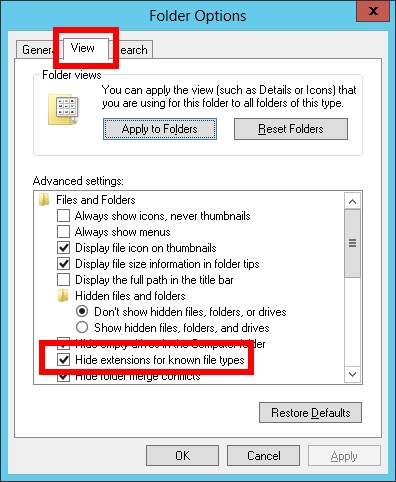 Folder Options
x
General
View
Search
Folder views
You can apply the view (such as Details or Icons) that
you are using for this folder to all folders of this type.
Apply to Folders
Reset Folders
Advanced settings:
Files and Folders
Always show icons, never thumbnails
Always show menus
Display file icon on thumbnails
Display file size information in folder tips
Display the full path in the title bar
Hidden files and folders
Don't show hidden files, folders, or drives
Show hidden files, folders, and drives
Hide empty drives in the Computer folder
Hide extensions for known file types
Hide folder merge conflicts
Restore Defaults
OK
Cancel
Apply